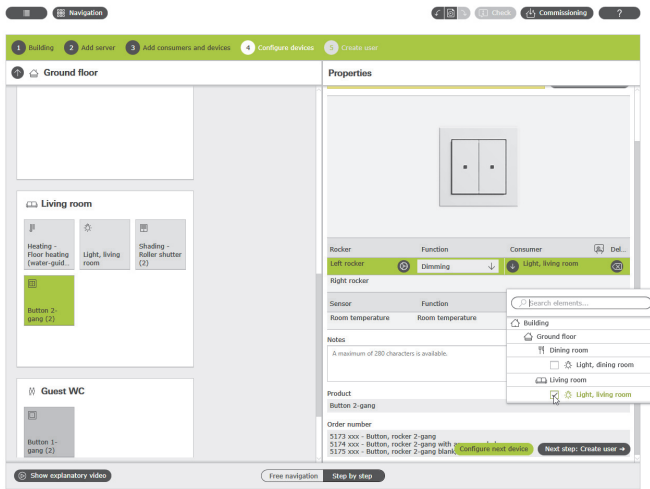 Navigation
Check
Commissioning
?
1 Building 2 Add server 3 Add consumers and devices 4 Configure devices 5 Create user
Ground floor
Properties
Living room
Heating - Floor heating (water-guid...
Light, living room
Shading - Roller shutter (2)
Button 2-gang (2)
Guest WC
Button 1-gang (2)
Rocker Function Consumer Del...
Left rocker Dimming Light, living room
Right rocker
Sensor Function
Room temperature Room temperature
Search elements...
Building
Ground floor
Dining room
Light, dining room
Living room
Light, living room
Notes
A maximum of 280 characters is available.
Product
Button 2-gang
Order number
5173 xxx - Button, rocker 2-gang
5174 xxx - Button, rocker 2-gang with
5175 xxx - Button, rocker 2-gang blank
Configure next device
Next step: Create user →
Show explanatory video
Free navigation Step by step